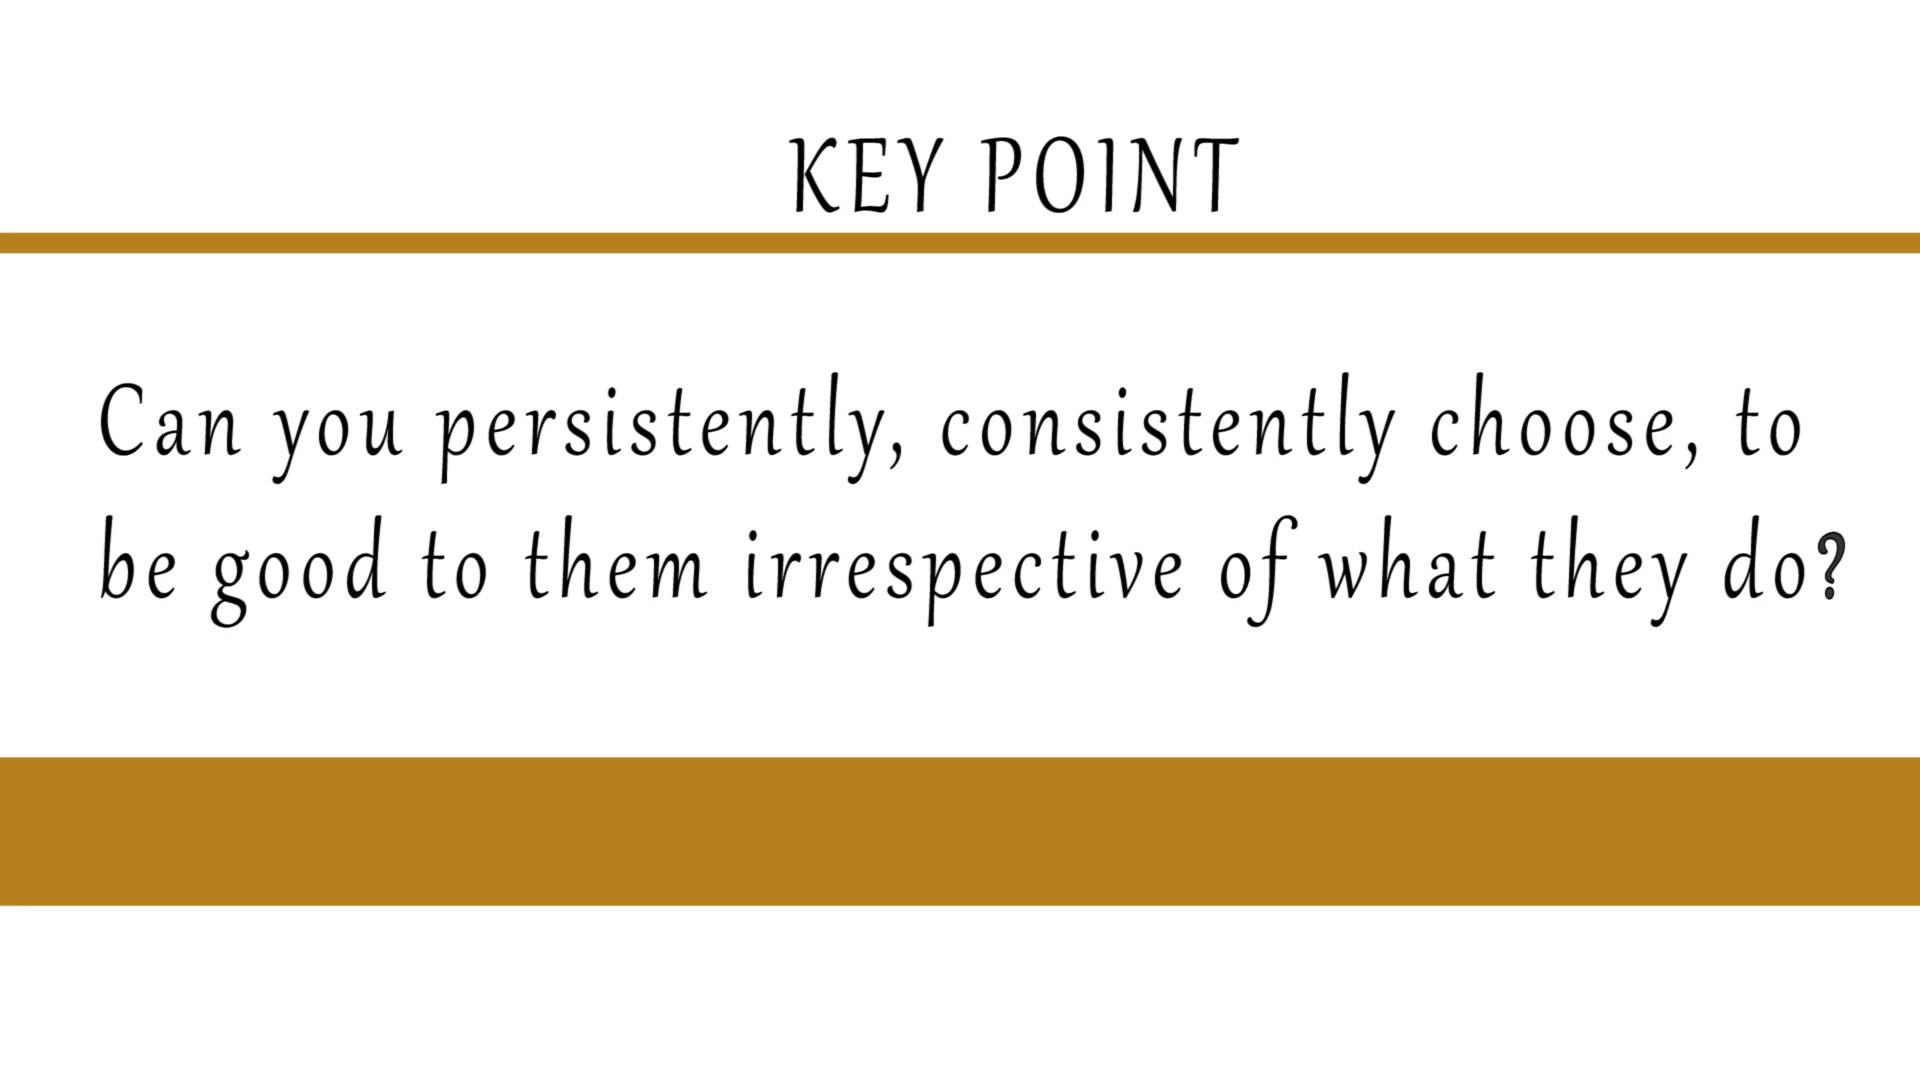 KEY POINT
Can you persistently, consistently choose, to
be good to them irrespective of what they do?